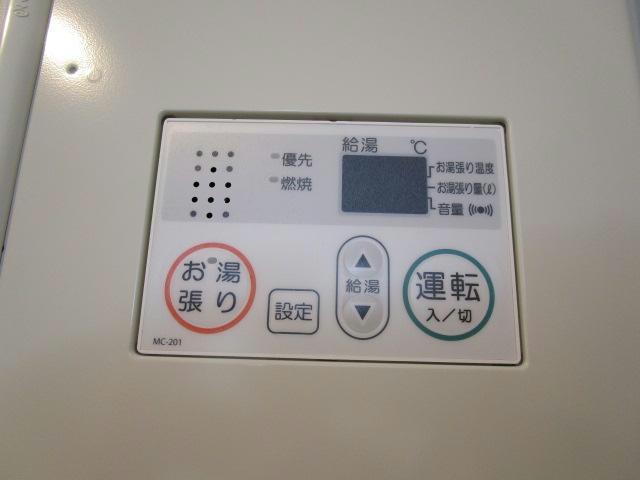 給湯 ℃
優先
燃焼
お湯張り温度
お湯張り量(ℓ)
音量
お湯
張り
設定
▲
給湯
▼
運転
入／切
MC-201